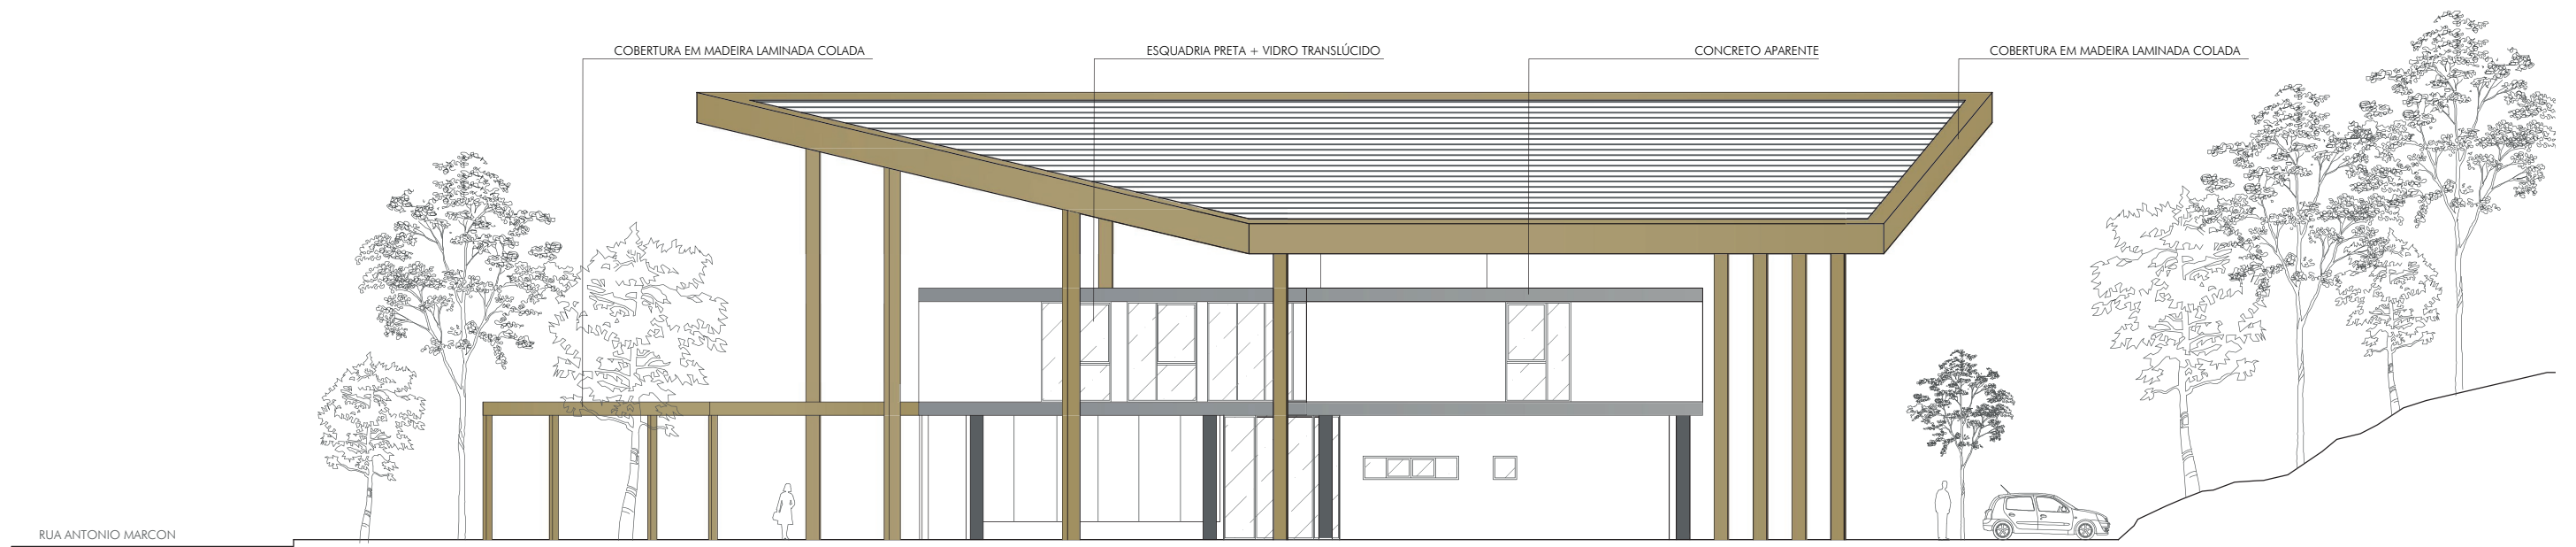 COBERTURA EM MADEIRA LAMINADA COLADA
ESQUADRIA PRETA + VIDRO TRANSLÚCIDO
CONCRETO APARENTE
COBERTURA EM MADEIRA LAMINADA COLADA
RUA ANTONIO MARCON